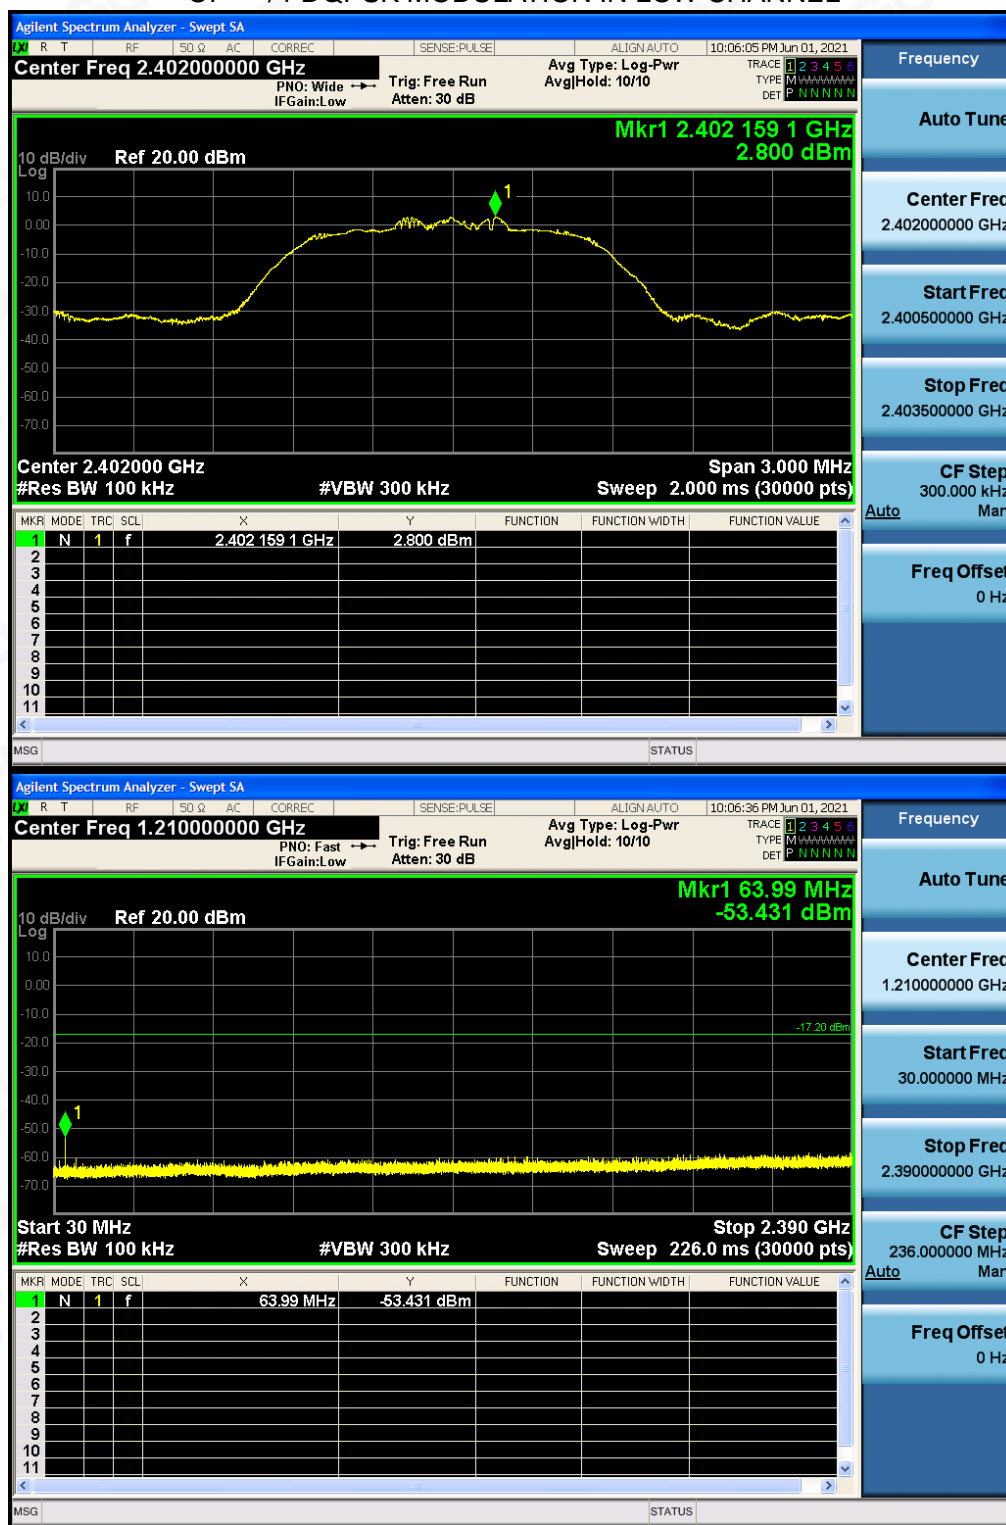 /4 DQPSK MODULATION IN LOW CHANNEL
Agilent Spectrum Analyzer - Swept SA
LXI R T RF 50 Ω AC CORREC SENSE:PULSE ALIGN AUTO 10:06:05 PM Jun 01, 2021
Center Freq 2.402000000 GHz
PNO: Wide
IFGain:Low
Trig: Free Run
Atten: 30 dB
Avg Type: Log-Pwr
Avg|Hold: 10/10
TRACE 1 2 3 4 5 6
TYPE M WWWWW
DET P N N N N N
Mkr1 2.402 159 1 GHz
2.800 dBm
10 dB/div
Log
Ref 20.00 dBm
10.0
0.00
-10.0
-20.0
-30.0
-40.0
-50.0
-60.0
-70.0
1
Center 2.402000 GHz
Span 3.000 MHz
#Res BW 100 kHz
#VBW 300 kHz
Sweep 2.000 ms (30000 pts)
MKR MODE TRC SCL X Y FUNCTION FUNCTION WIDTH FUNCTION VALUE
1 N 1 f 2.402 159 1 GHz 2.800 dBm
2
3
4
5
6
7
8
9
10
11
MSG
STATUS
Frequency
Auto Tune
Center Freq
2.402000000 GHz
Start Freq
2.400500000 GHz
Stop Freq
2.403500000 GHz
CF Step
300.000 kHz
Auto Man
Freq Offset
0 Hz
Agilent Spectrum Analyzer - Swept SA
LXI R T RF 50 Ω AC CORREC SENSE:PULSE ALIGN AUTO 10:06:36 PM Jun 01, 2021
Center Freq 1.210000000 GHz
PNO: Fast
IFGain:Low
Trig: Free Run
Atten: 30 dB
Avg Type: Log-Pwr
Avg|Hold: 10/10
TRACE 1 2 3 4 5 6
TYPE M WWWWW
DET P N N N N N
Mkr1 63.99 MHz
-53.431 dBm
10 dB/div
Log
Ref 20.00 dBm
10.0
0.00
-10.0
-20.0
-30.0
-40.0
-50.0
-60.0
-70.0
-17.20 dBm
1
Start 30 MHz
Stop 2.390 GHz
#Res BW 100 kHz
#VBW 300 kHz
Sweep 226.0 ms (30000 pts)
MKR MODE TRC SCL X Y FUNCTION FUNCTION WIDTH FUNCTION VALUE
1 N 1 f 63.99 MHz -53.431 dBm
2
3
4
5
6
7
8
9
10
11
MSG
STATUS
Frequency
Auto Tune
Center Freq
1.210000000 GHz
Start Freq
30.000000 MHz
Stop Freq
2.390000000 GHz
CF Step
236.000000 MHz
Auto Man
Freq Offset
0 Hz